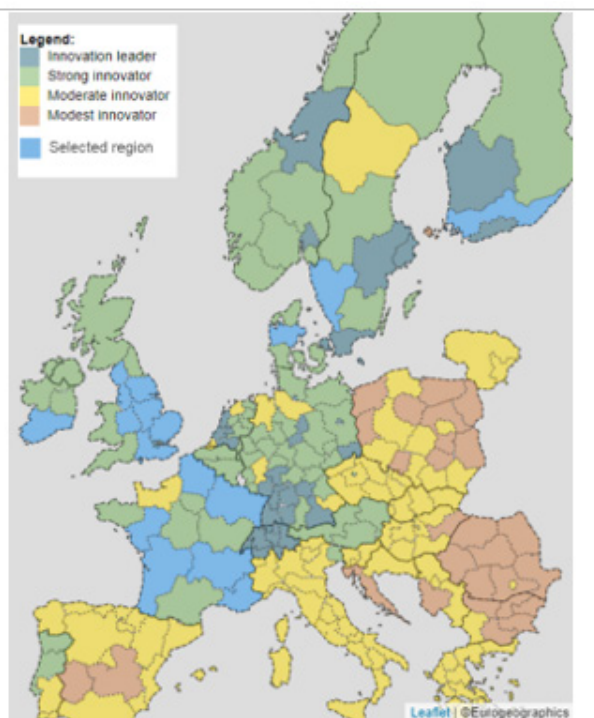 Legend:
Innovation leader
Strong innovator
Moderate innovator
Modest innovator
Selected region
Leaflet | ©Eurogeographics